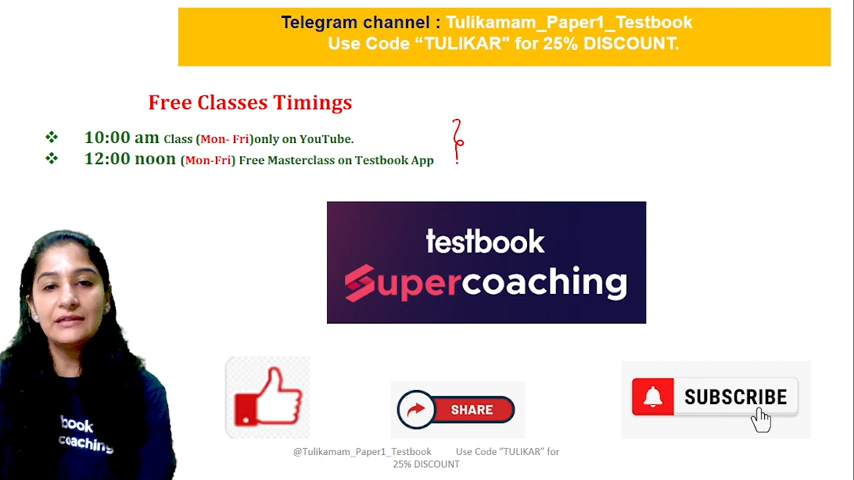 Telegram channel : Tulikamam_Paper1_Testbook
Use Code “TULIKAR" for 25% DISCOUNT.
Free Classes Timings
❖ 10:00 am Class (Mon- Fri)only on YouTube.
❖ 12:00 noon (Mon-Fri) Free Masterclass on Testbook App
testbook
Supercoaching
SHARE
SUBSCRIBE
book
coaching
@Tulikamam_Paper1_Testbook Use Code “TULIKAR” for
25% DISCOUNT